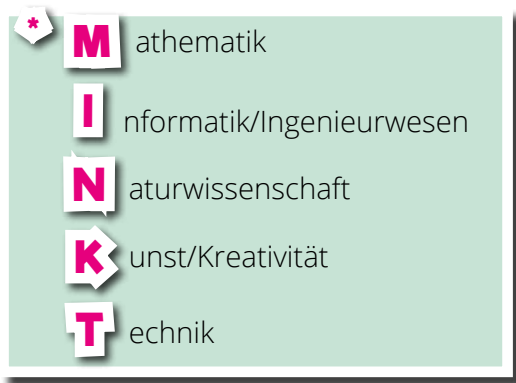 * Mathematik
Informatik/Ingenieurwesen
Naturwissenschaft
Kunst/Kreativität
Technik